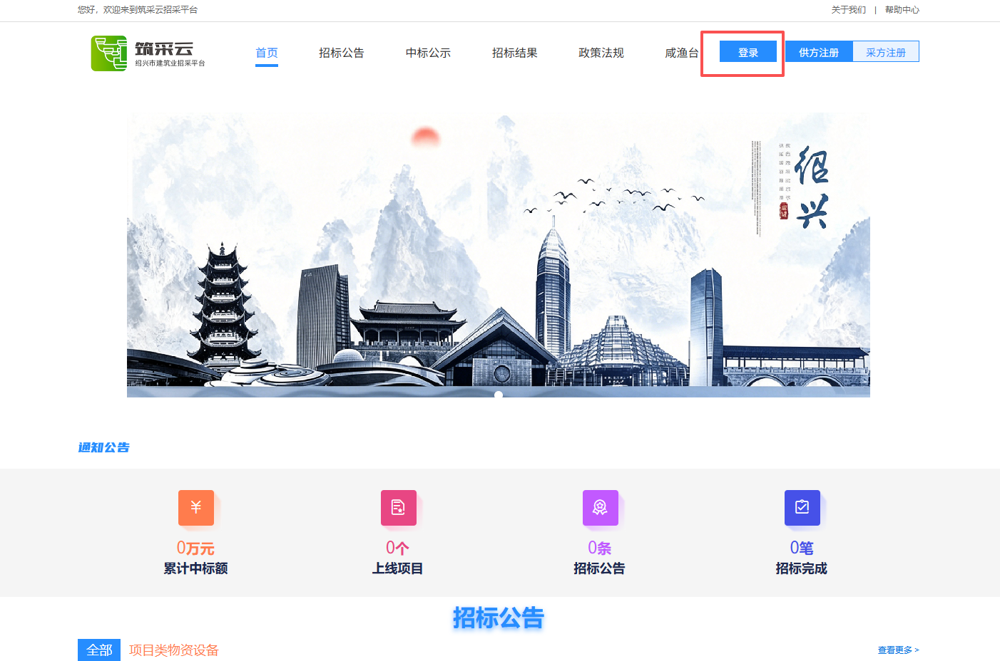 您好，欢迎来到筑采云招采平台
关于我们 | 帮助中心
筑采云
绍兴市建筑业招采平台
首页 招标公告 中标公示 招标结果 政策法规 咸渔台 登录 供方注册 采方注册
绍兴
通知公告
0万元
累计中标额
0个
上线项目
0条
招标公告
0笔
招标完成
招标公告
全部 项目类物资设备
查看更多 >